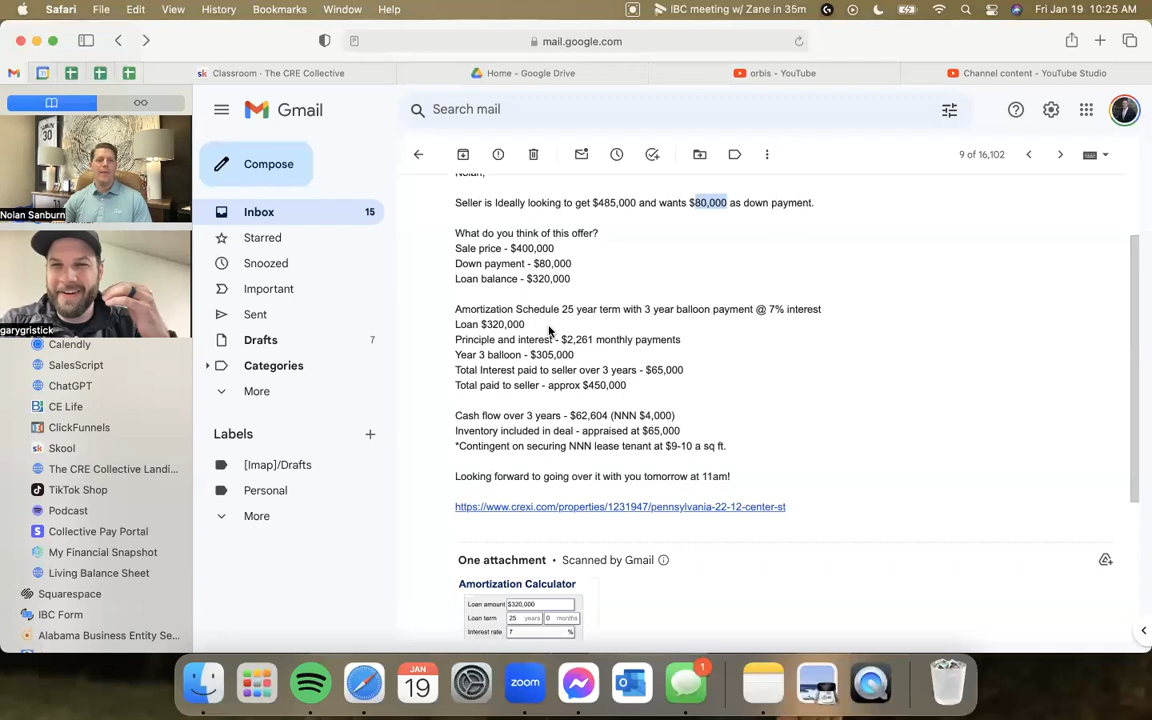 Safari File Edit View History Bookmarks Window Help IBC meeting w/ Zane in 35m Fri Jan 19 10:25 AM
mail.google.com
Classroom · The CRE Collective Home - Google Drive orbis - YouTube Channel content - YouTube Studio
Gmail
Search mail
Compose
9 of 16,102
Inbox 15
Starred
Snoozed
Important
Sent
Drafts 7
Categories
More
Labels
[Imap]/Drafts
Personal
More
Nolan Sanburn
garygristick
Calendly
SalesScript
ChatGPT
CE Life
ClickFunnels
Skool
The CRE Collective Landi...
TikTok Shop
Podcast
Collective Pay Portal
My Financial Snapshot
Living Balance Sheet
Squarespace
IBC Form
Alabama Business Entity Se...
Nolan,
Seller is Ideally looking to get $485,000 and wants $80,000 as down payment.
What do you think of this offer?
Sale price - $400,000
Down payment - $80,000
Loan balance - $320,000
Amortization Schedule 25 year term with 3 year balloon payment @ 7% interest
Loan $320,000
Principle and interest - $2,261 monthly payments
Year 3 balloon - $305,000
Total Interest paid to seller over 3 years - $65,000
Total paid to seller - approx $450,000
Cash flow over 3 years - $62,604 (NNN $4,000)
Inventory included in deal - appraised at $65,000
*Contingent on securing NNN lease tenant at $9-10 a sq ft.
Looking forward to going over it with you tomorrow at 11am!
https://www.crexi.com/properties/1231947/pennsylvania-22-12-center-st
One attachment • Scanned by Gmail
Amortization Calculator
Loan amount $320,000
Loan term 25 years 0 months
Interest rate 7 %
JAN
19
zoom
1